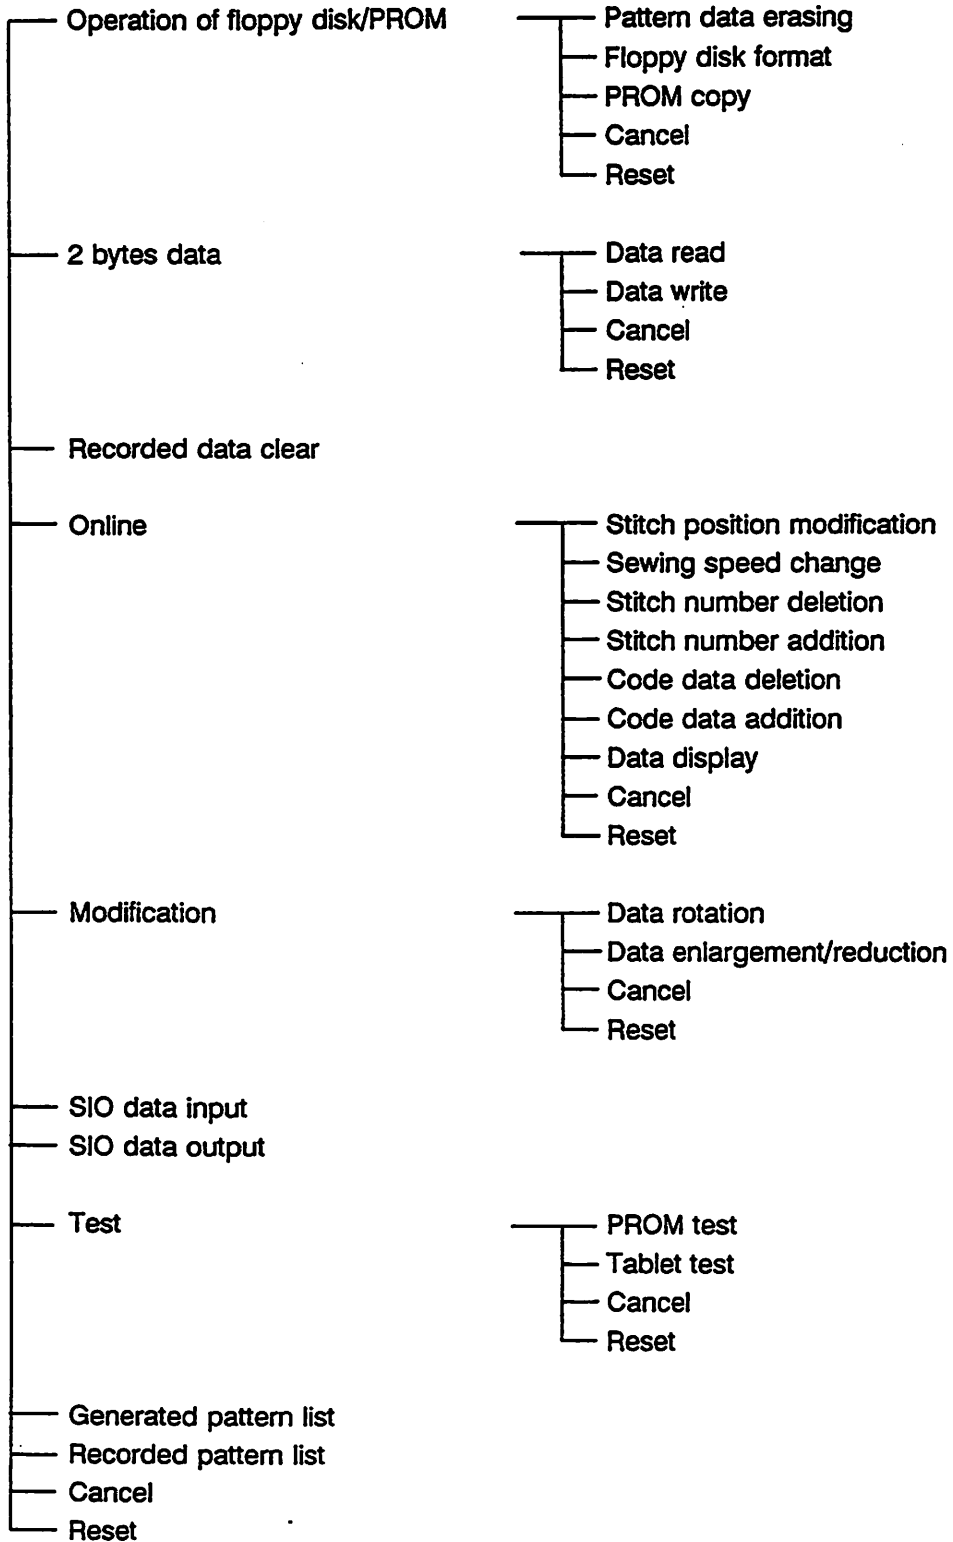 Operation of floppy disk/PROM
Pattern data erasing
Floppy disk format
PROM copy
Cancel
Reset
2 bytes data
Data read
Data write
Cancel
Reset
Recorded data clear
Online
Stitch position modification
Sewing speed change
Stitch number deletion
Stitch number addition
Code data deletion
Code data addition
Data display
Cancel
Reset
Modification
Data rotation
Data enlargement/reduction
Cancel
Reset
SIO data input
SIO data output
Test
PROM test
Tablet test
Cancel
Reset
Generated pattern list
Recorded pattern list
Cancel
Reset